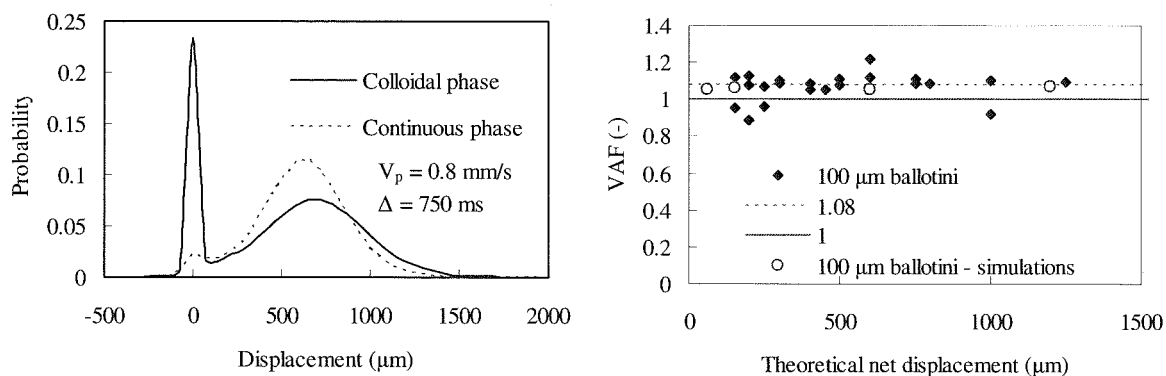 0.25
0.2
0.15
0.1
0.05
0
Probability
Colloidal phase
Continuous phase
Vₚ = 0.8 mm/s
Δ = 750 ms
-500 0 500 1000 1500 2000
Displacement (μm)
1.4
1.2
1
0.8
0.6
0.4
0.2
0
VAF (-)
100 μm ballotini
1.08
1
100 μm ballotini - simulations
0 500 1000 1500
Theoretical net displacement (μm)